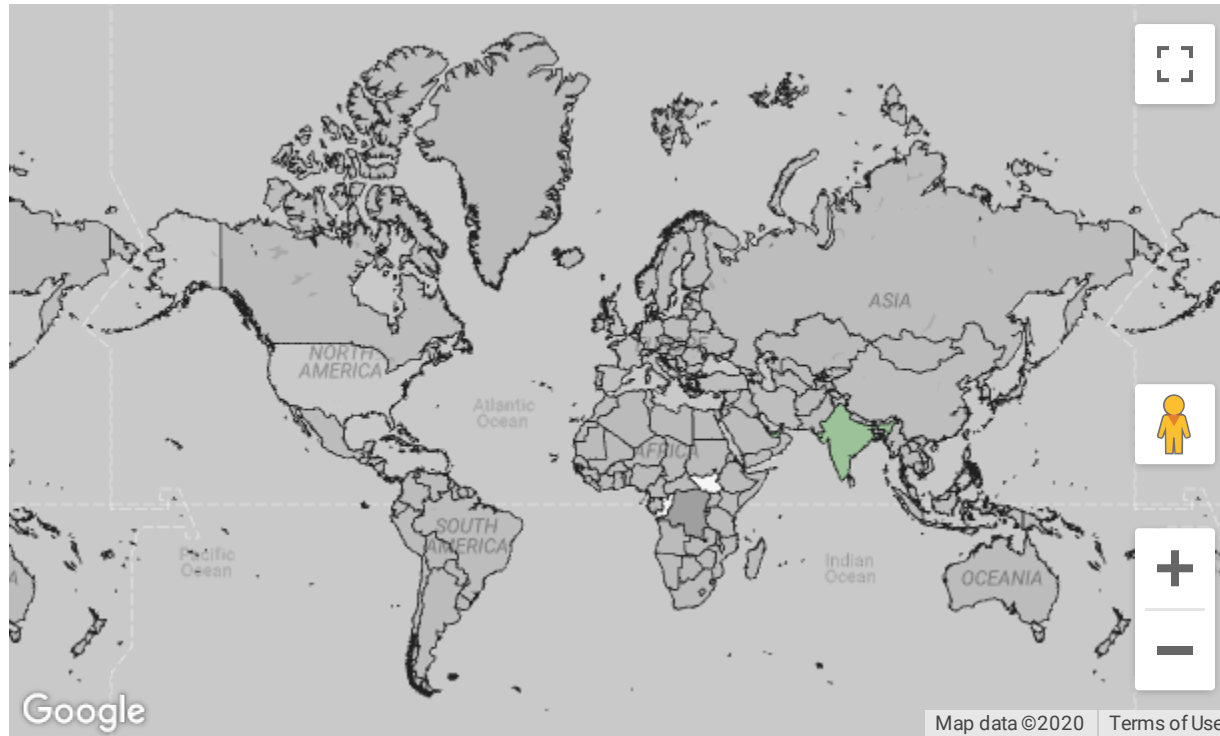 ASIA
NORTH
AMERICA
EUROPE
Atlantic
Ocean
AFRICA
SOUTH
AMERICA
Pacific
Ocean
Indian
Ocean
OCEANIA
A
Google
Map data ©2020
Terms of Use